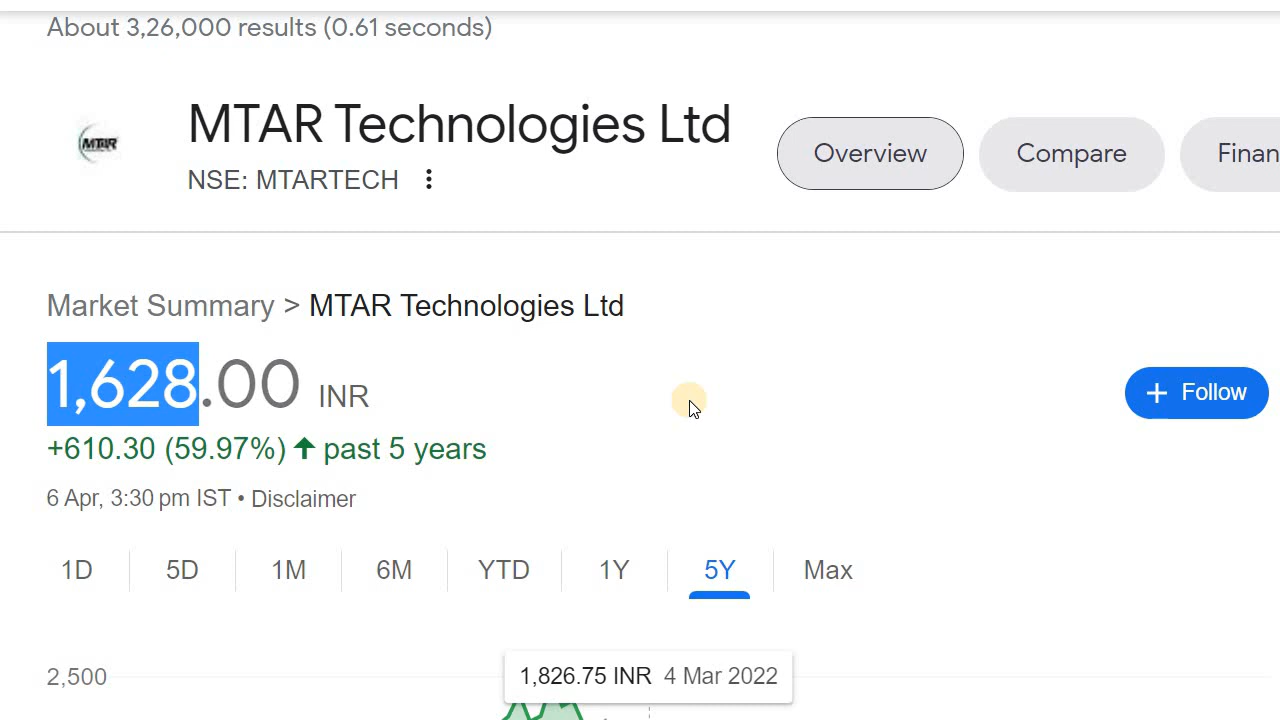 About 3,26,000 results (0.61 seconds)
MTAR
MTAR Technologies Ltd
NSE: MTARTECH
Overview
Compare
Finan
Market Summary > MTAR Technologies Ltd
1,628.00 INR
+ Follow
+610.30 (59.97%) ↑ past 5 years
6 Apr, 3:30 pm IST • Disclaimer
1D 5D 1M 6M YTD 1Y 5Y Max
2,500
1,826.75 INR 4 Mar 2022